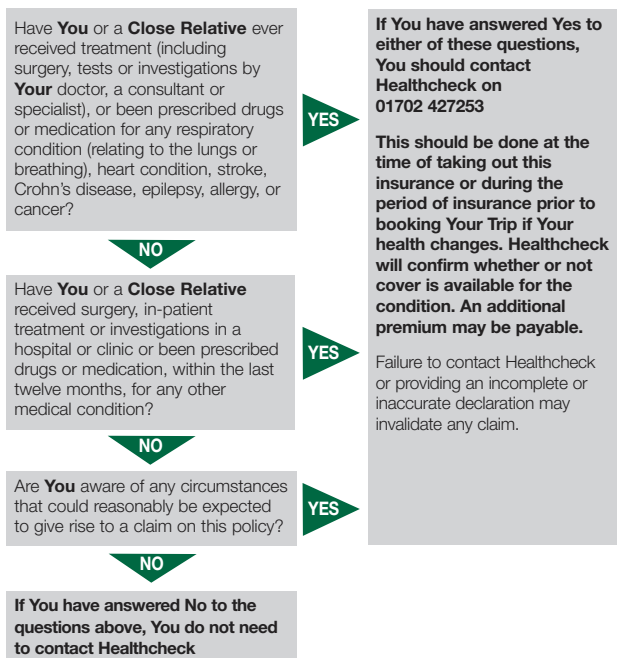 Have You or a Close Relative ever
received treatment (including
surgery, tests or investigations by
Your doctor, a consultant or
specialist), or been prescribed drugs
or medication for any respiratory
condition (relating to the lungs or
breathing), heart condition, stroke,
Crohn's disease, epilepsy, allergy, or
cancer?
YES
NO
Have You or a Close Relative
received surgery, in-patient
treatment or investigations in a
hospital or clinic or been prescribed
drugs or medication, within the last
twelve months, for any other
medical condition?
YES
NO
Are You aware of any circumstances
that could reasonably be expected
to give rise to a claim on this policy?
YES
NO
If You have answered No to the
questions above, You do not need
to contact Healthcheck
If You have answered Yes to
either of these questions,
You should contact
Healthcheck on
01702 427253
This should be done at the
time of taking out this
insurance or during the
period of insurance prior to
booking Your Trip if Your
health changes. Healthcheck
will confirm whether or not
cover is available for the
condition. An additional
premium may be payable.
Failure to contact Healthcheck
or providing an incomplete or
inaccurate declaration may
invalidate any claim.